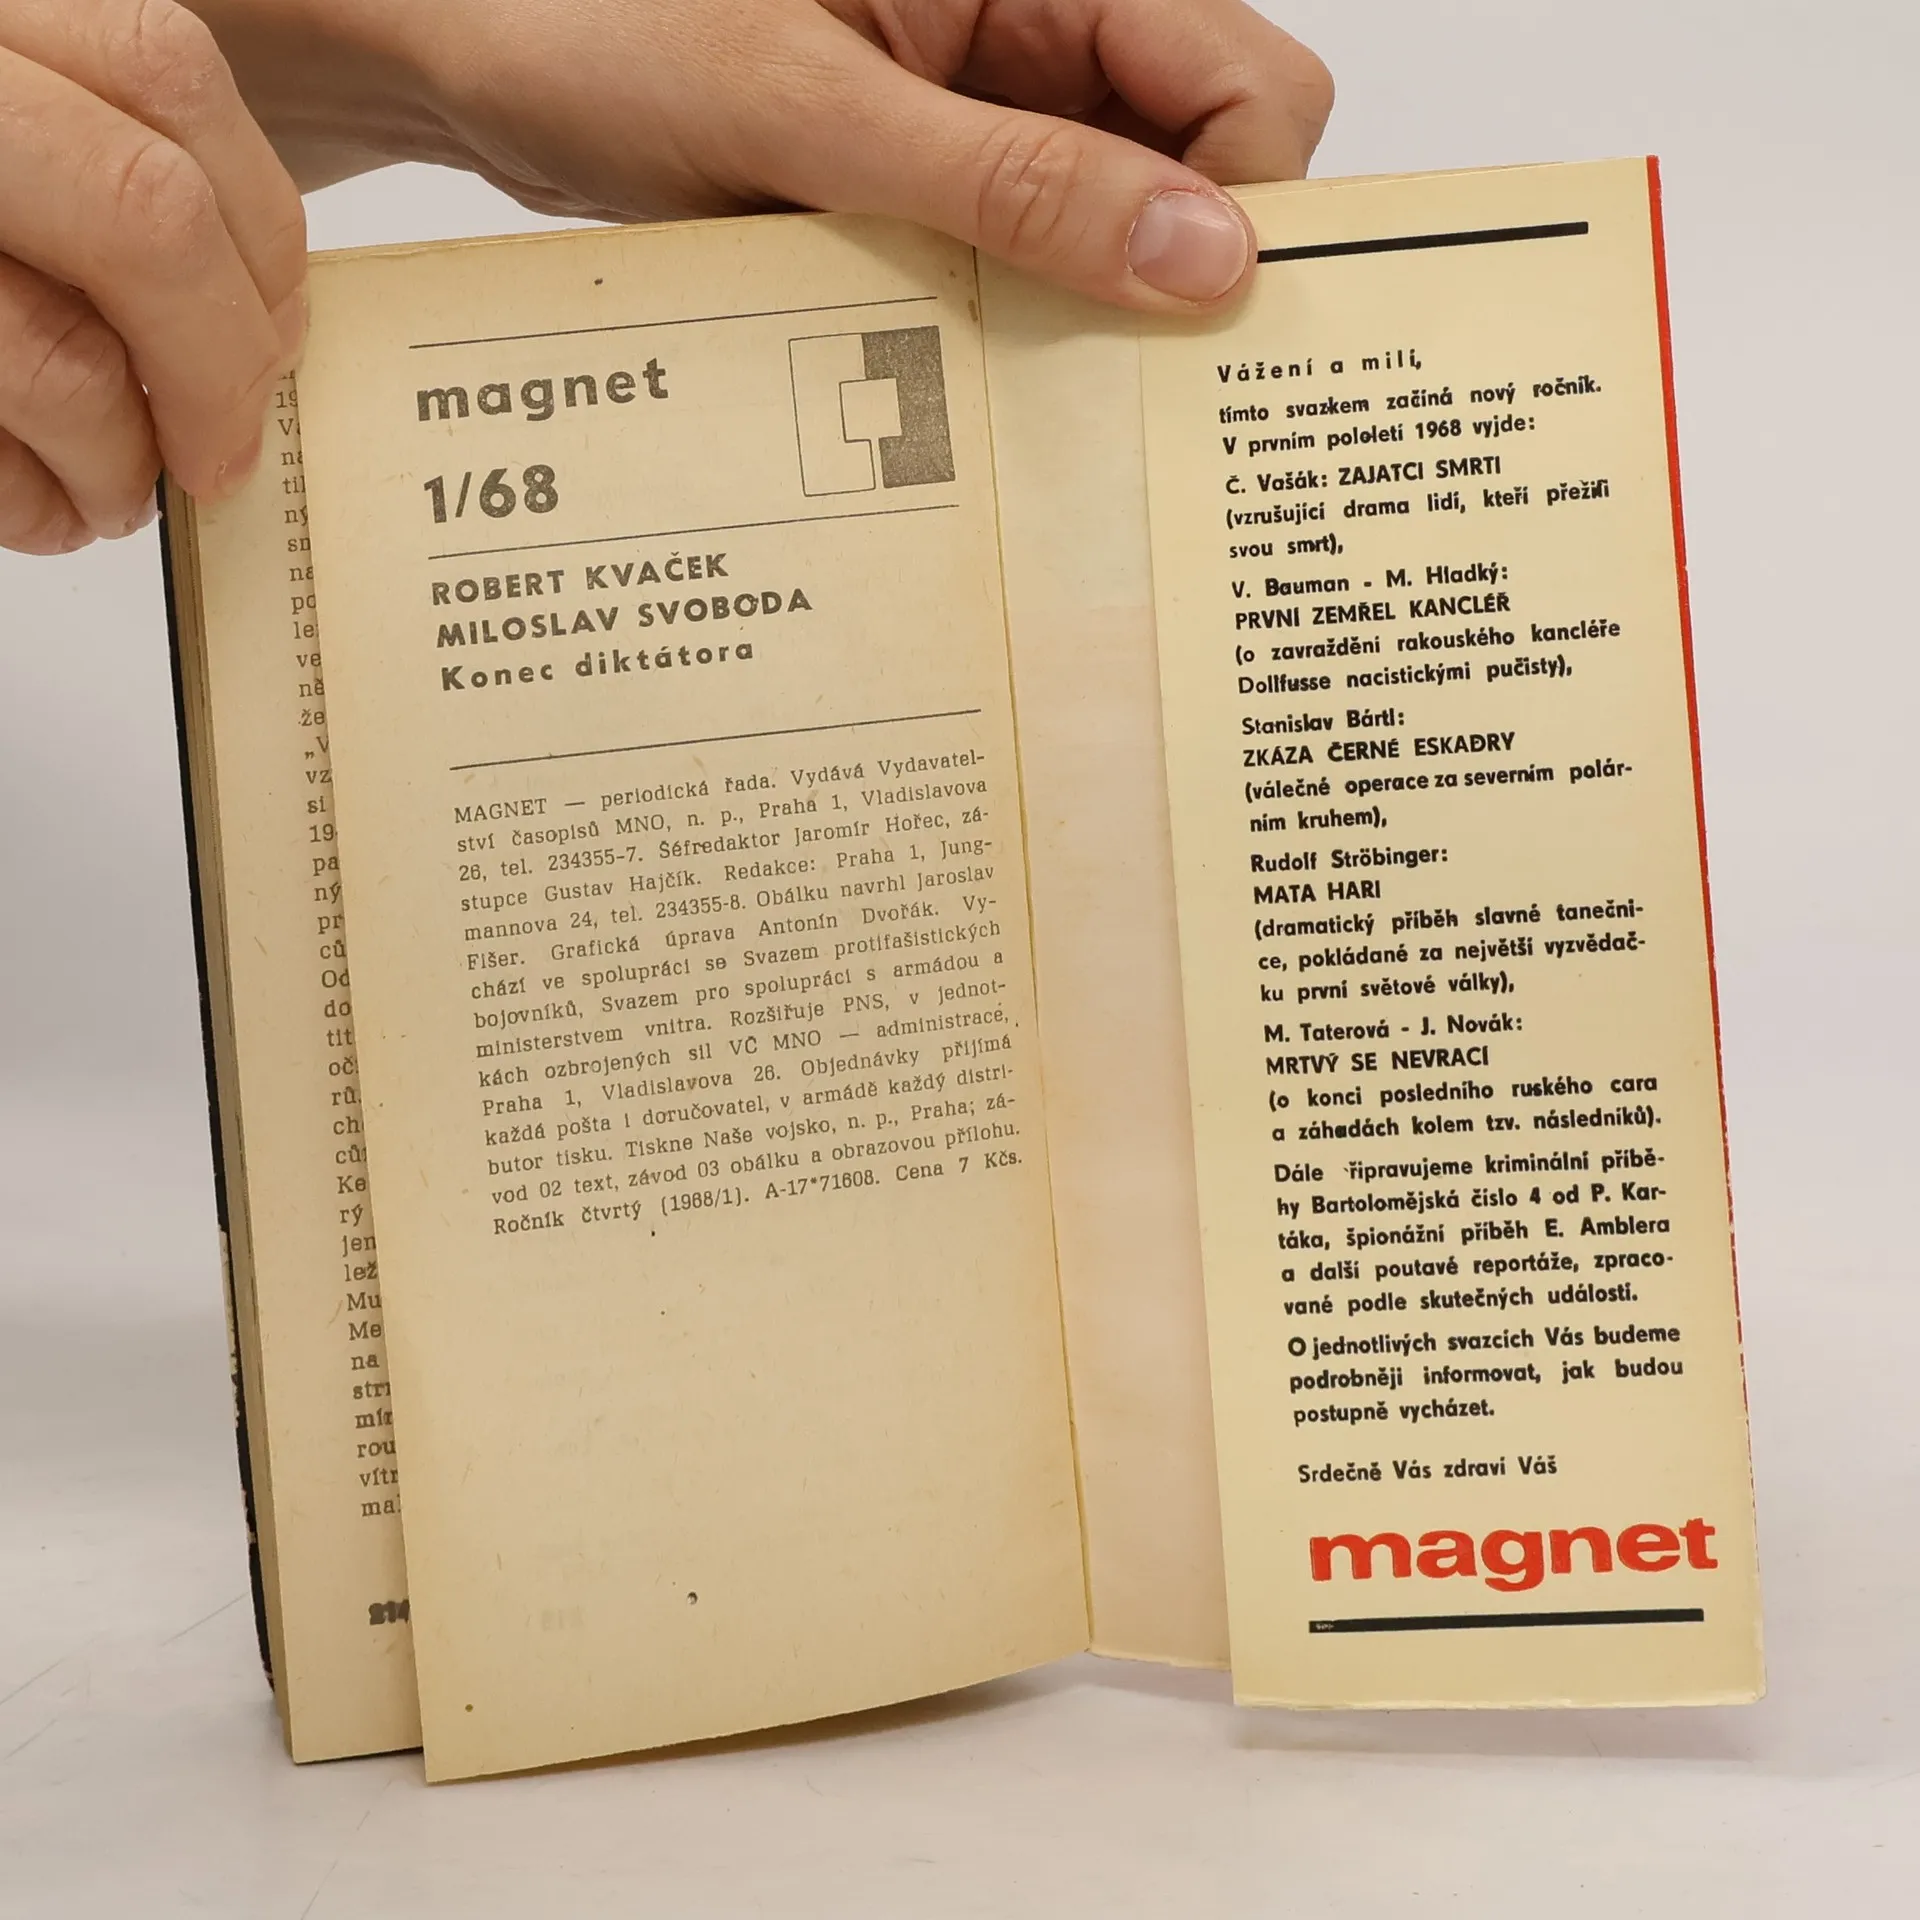 magnet
1/68
ROBERT KVAČEK
MILOSLAV SVOBODA
Konec diktátora
MAGNET — periodická řada. Vydává Vydavatel-
ství časopisů MNO, n. p., Praha 1, Vladislavova
26, tel. 234355-7. Šéfredaktor Jaromír Hořec, zá-
stupce Gustav Hajčík. Redakce: Praha 1, Jung-
mannova 24, tel. 234355-8. Obálku navrhl Jaroslav
Fišer. Grafická úprava Antonín Dvořák. Vy-
chází ve spolupráci se Svazem protifašistických
bojovníků, Svazem pro spolupráci s armádou a
ministerstvem vnitra. Rozšiřuje PNS, v jednot-
kách ozbrojených sil VČ MNO — administrace,
Praha 1, Vladislavova 26. Objednávky přijímá
každá pošta i doručovatel, v armádě každý distri-
butor tisku. Tiskne Naše vojsko, n. p., Praha; zá-
vod 02 text, závod 03 obálku a obrazovou přílohu.
Ročník čtvrtý (1968/1). A-17*71608. Cena 7 Kčs.
Vážení a milí,
tímto svazkem začíná nový ročník.
V prvním pololetí 1968 vyjde:
Č. Vašák: ZAJATCI SMRTI
(vzrušující drama lidí, kteří přežili
svou smrt),
V. Bauman - M. Hladký:
PRVNÍ ZEMŘEL KANCLÉŘ
(o zavraždění rakouského kancléře
Dollfusse nacistickými pučisty),
Stanislav Bártl:
ZKÁZA ČERNÉ ESKADRY
(válečné operace za severním polár-
ním kruhem),
Rudolf Ströbinger:
MATA HARI
(dramatický příběh slavné tanečni-
ce, pokládané za největší vyzvědač-
ku první světové války),
M. Taterová - J. Novák:
MRTVÝ SE NEVRACÍ
(o konci posledního ruského cara
a záhadách kolem tzv. následníků).
Dále řipravujeme kriminální příbě-
hy Bartolomějská číslo 4 od P. Kar-
táka, špionážní příběh E. Amblera
a další poutavé reportáže, zpraco-
vané podle skutečných událostí.
O jednotlivých svazcích Vás budeme
podrobněji informovat, jak budou
postupně vycházet.
Srdečně Vás zdraví Váš
magnet